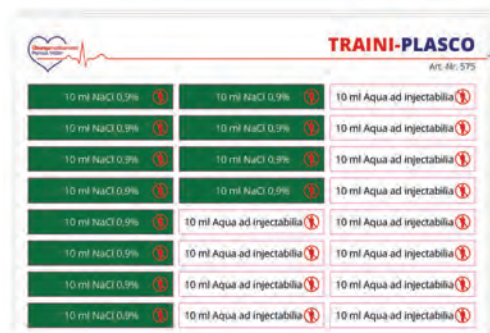 TRAINI-PLASCO
Art.-Nr. 575
10 ml NaCl 0,9% 10 ml NaCl 0,9% 10 ml Aqua ad injectabilia
10 ml NaCl 0,9% 10 ml NaCl 0,9% 10 ml Aqua ad injectabilia
10 ml NaCl 0,9% 10 ml NaCl 0,9% 10 ml Aqua ad injectabilia
10 ml NaCl 0,9% 10 ml NaCl 0,9% 10 ml Aqua ad injectabilia
10 ml NaCl 0,9% 10 ml Aqua ad injectabilia 10 ml Aqua ad injectabilia
10 ml NaCl 0,9% 10 ml Aqua ad injectabilia 10 ml Aqua ad injectabilia
10 ml NaCl 0,9% 10 ml Aqua ad injectabilia 10 ml Aqua ad injectabilia
10 ml NaCl 0,9% 10 ml Aqua ad injectabilia 10 ml Aqua ad injectabilia